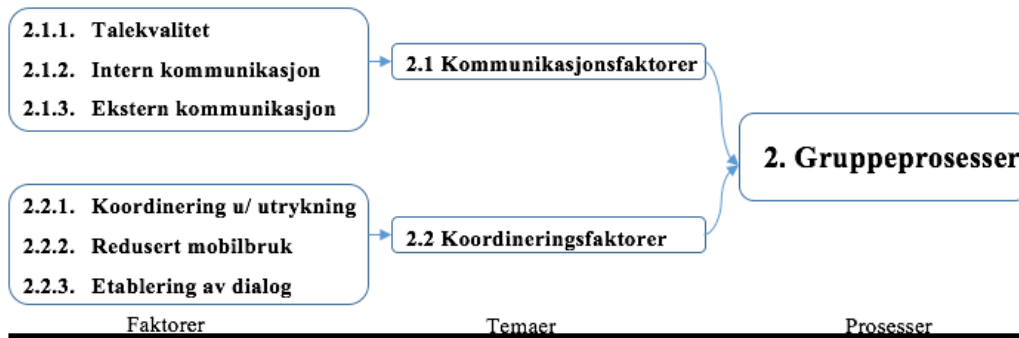 2.1.1. Talekvalitet
2.1.2. Intern kommunikasjon
2.1.3. Ekstern kommunikasjon
2.1 Kommunikasjonsfaktorer
2. Gruppeprosesser
2.2.1. Koordinering u/ utrykning
2.2.2. Redusert mobilbruk
2.2.3. Etablering av dialog
2.2 Koordineringsfaktorer
Faktorer
Temaer
Prosesser